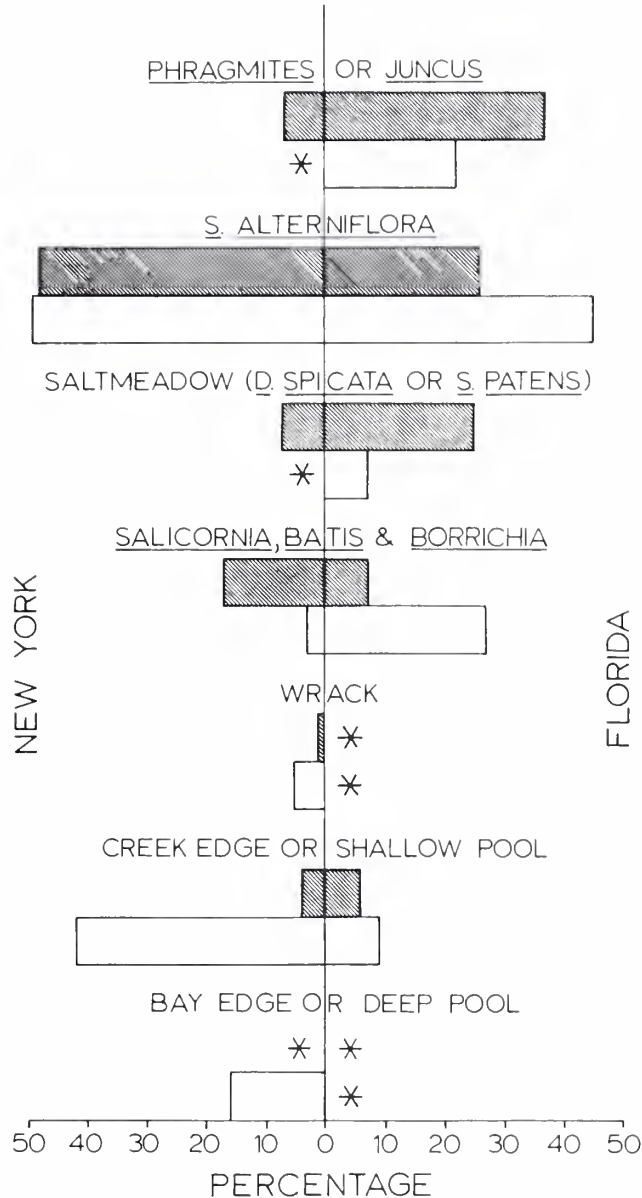 PHRAGMITES OR JUNCUS
*
S. ALTERNIFLORA
SALTMEADOW (D. SPICATA OR S. PATENS)
*
SALICORNIA, BATIS & BORRICHIA
NEW YORK
FLORIDA
WRACK
*
*
CREEK EDGE OR SHALLOW POOL
BAY EDGE OR DEEP POOL
* *
*
50 40 30 20 10 0 10 20 30 40 50
PERCENTAGE